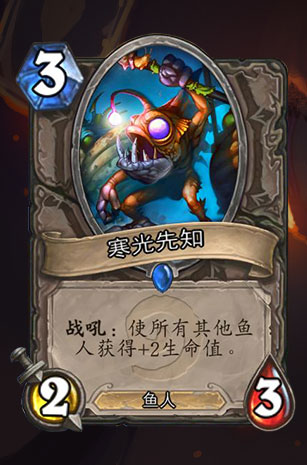 3
寒光先知
战吼：使所有其他鱼
人获得+2生命值。
2
鱼人
3